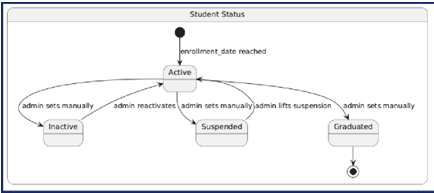 Student Status
enrollment_date reached
Active
admin sets manually
admin reactivates
admin sets manually
admin lifts suspension
admin sets manually
Inactive
Suspended
Graduated